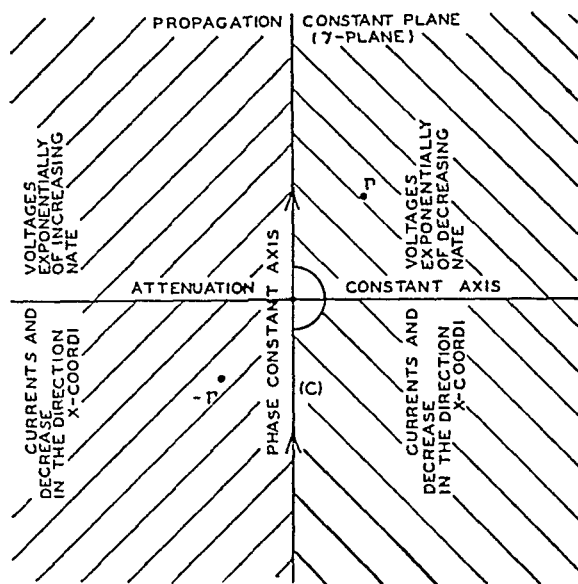 PROPAGATION CONSTANT PLANE
(γ-PLANE)
CURRENTS AND VOLTAGES
DECREASE EXPONENTIALLY
IN THE DIRECTION OF INCREASING
X-COORDI NATE
CURRENTS AND VOLTAGES
DECREASE EXPONENTIALLY
IN THE DIRECTION OF DECREASING
X-COORDI NATE
Γ
ATTENUATION CONSTANT AXIS
PHASE CONSTANT AXIS
-Γ
(C)